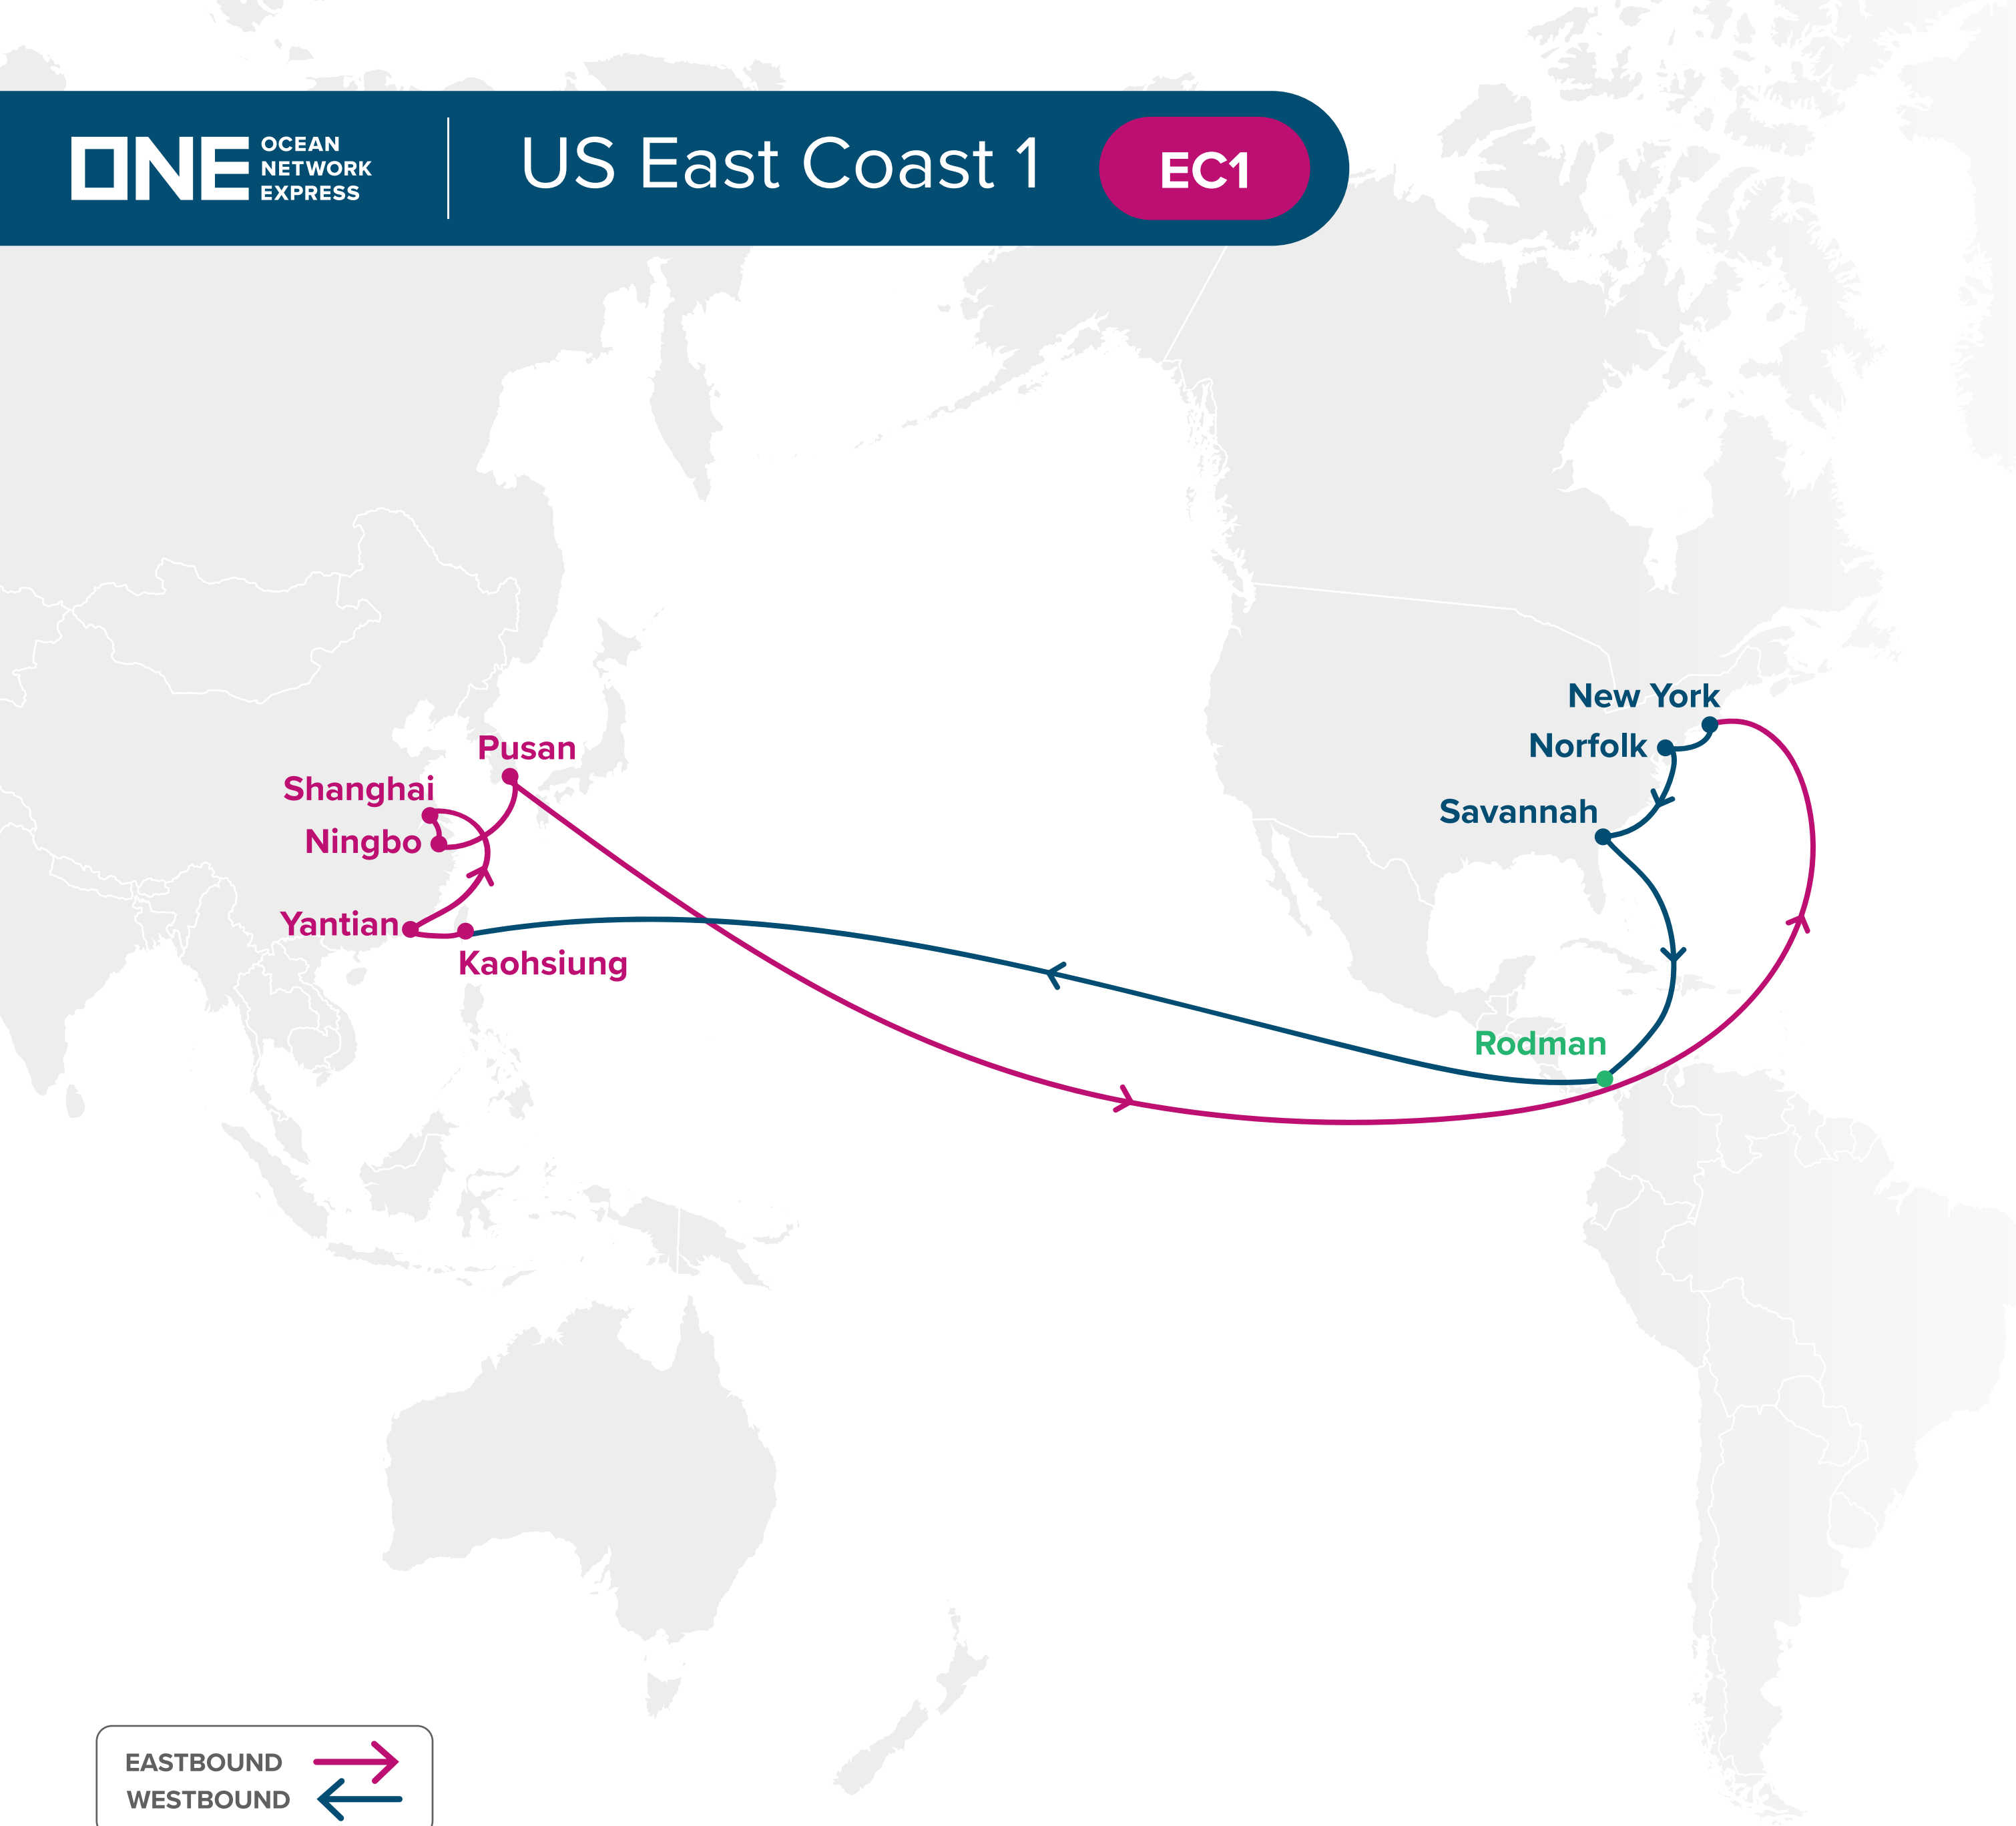 ONE
OCEAN
NETWORK
EXPRESS
US East Coast 1
EC1
New York
Norfolk
Pusan
Shanghai
Savannah
Ningbo
Yantian
Kaohsiung
Rodman
EASTBOUND
WESTBOUND